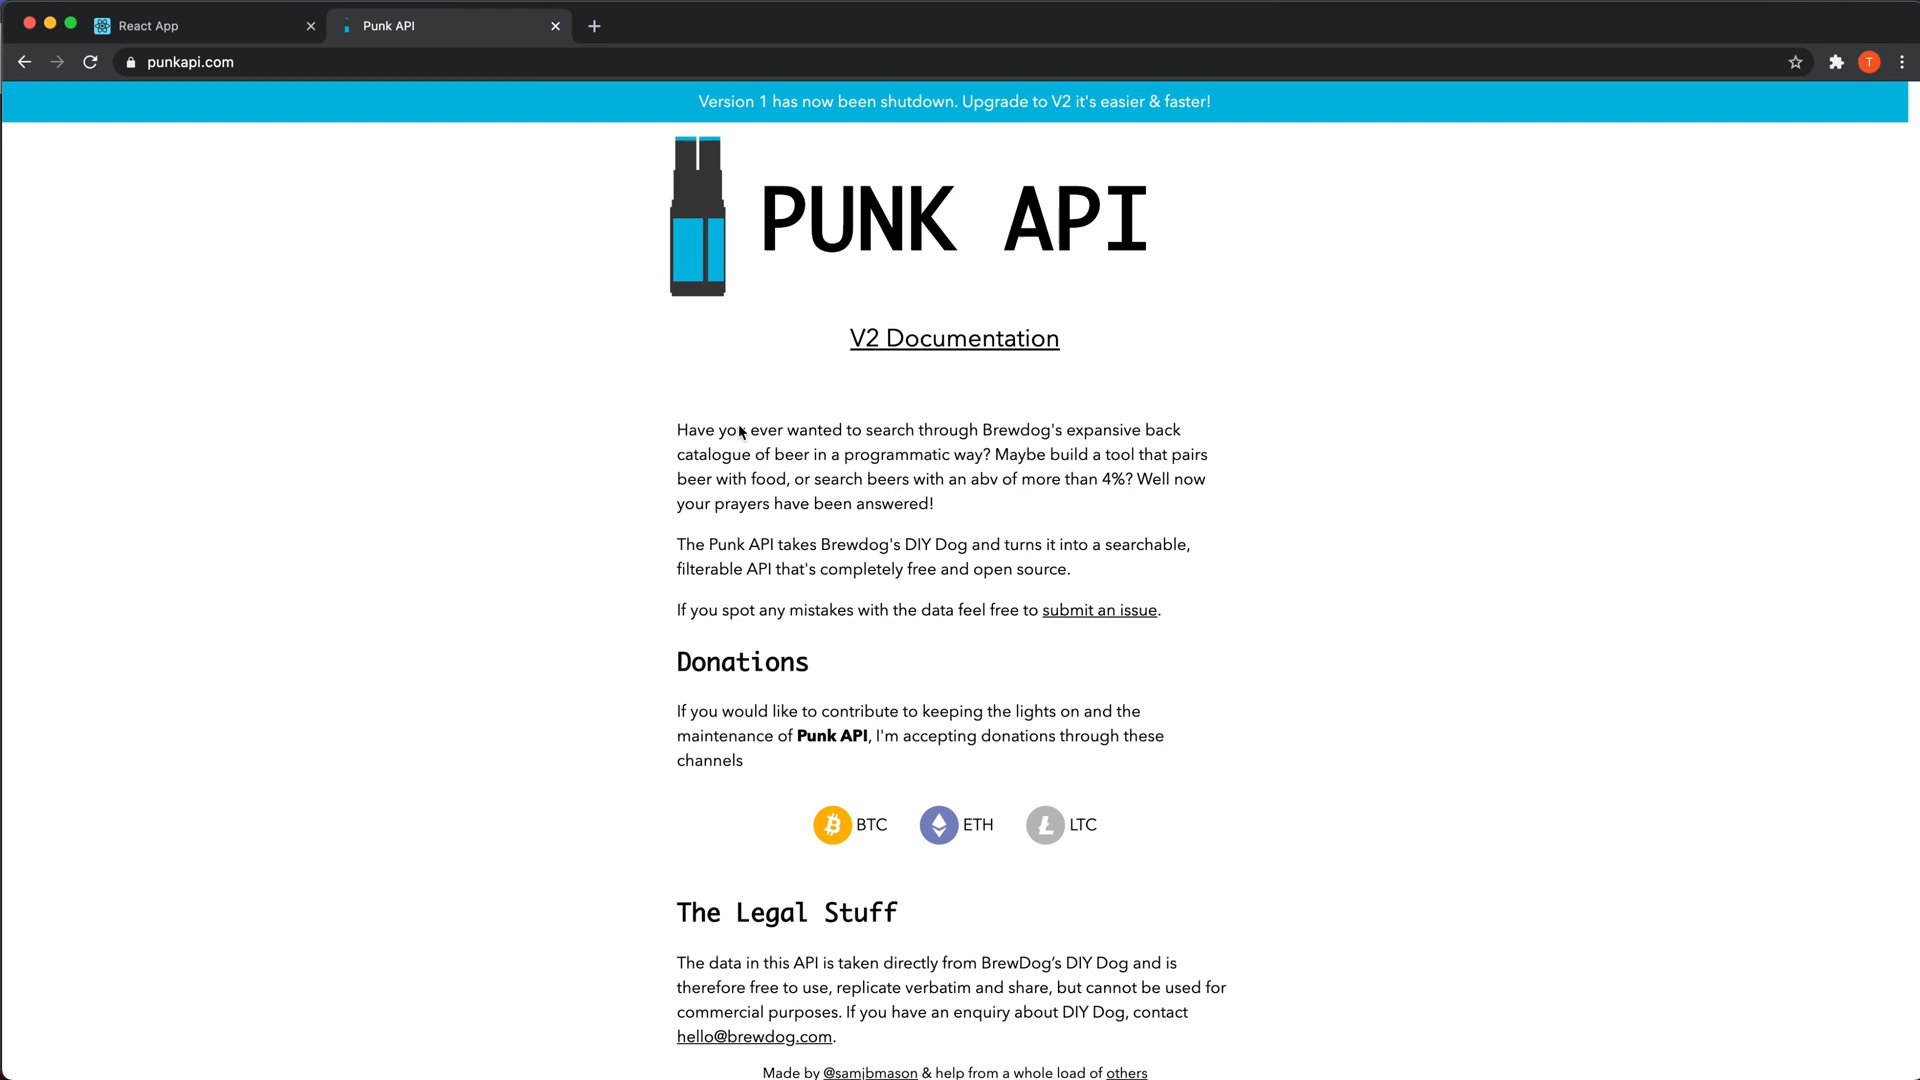 React App
Punk API
punkapi.com
T
Version 1 has now been shutdown. Upgrade to V2 it's easier & faster!
PUNK API
V2 Documentation
Have you ever wanted to search through Brewdog's expansive back
catalogue of beer in a programmatic way? Maybe build a tool that pairs
beer with food, or search beers with an abv of more than 4%? Well now
your prayers have been answered!
The Punk API takes Brewdog's DIY Dog and turns it into a searchable,
filterable API that's completely free and open source.
If you spot any mistakes with the data feel free to submit an issue.
Donations
If you would like to contribute to keeping the lights on and the
maintenance of Punk API, I'm accepting donations through these
channels
BTC ETH LTC
The Legal Stuff
The data in this API is taken directly from BrewDog’s DIY Dog and is
therefore free to use, replicate verbatim and share, but cannot be used for
commercial purposes. If you have an enquiry about DIY Dog, contact
hello@brewdog.com.
Made by @samjbmason & help from a whole load of others